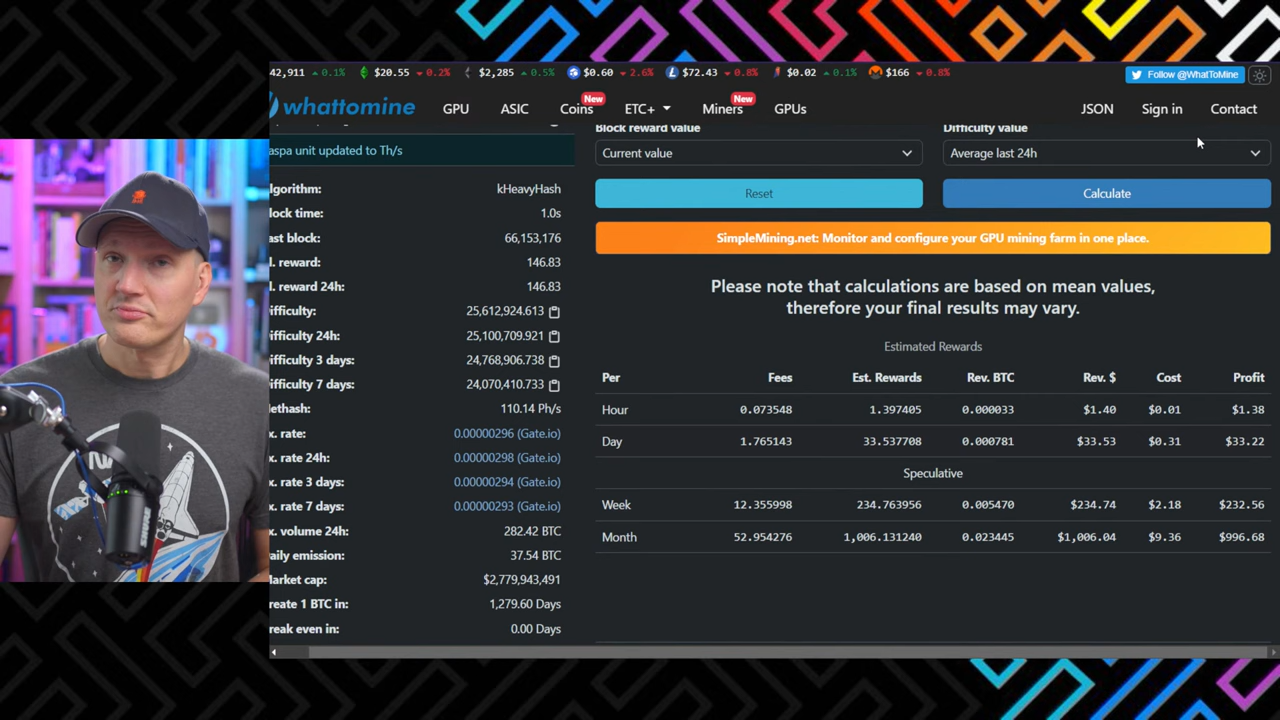 42,911 0.1% $20.55 0.2% $2,285 0.5% $0.60 2.6% $72.43 0.8% $0.02 0.1% $166 0.8%
Follow @WhatToMine
whattomine GPU ASIC Coins New ETC+ Miners New GPUs JSON Sign in Contact
aspa unit updated to Th/s
lgorithm: kHeavyHash
lock time: 1.0s
ast block: 66,153,176
l. reward: 146.83
l. reward 24h: 146.83
ifficulty: 25,612,924.613
ifficulty 24h: 25,100,709.921
ifficulty 3 days: 24,768,906.738
ifficulty 7 days: 24,070,410.733
ethash: 110.14 Ph/s
x. rate: 0.00000296 (Gate.io)
x. rate 24h: 0.00000298 (Gate.io)
x. rate 3 days: 0.00000294 (Gate.io)
x. rate 7 days: 0.00000293 (Gate.io)
x. volume 24h: 282.42 BTC
aily emission: 37.54 BTC
arket cap: $2,779,943,491
reate 1 BTC in: 1,279.60 Days
reak even in: 0.00 Days
Block reward value Difficulty value
Current value Average last 24h
Reset Calculate
SimpleMining.net: Monitor and configure your GPU mining farm in one place.
Please note that calculations are based on mean values,
therefore your final results may vary.
Estimated Rewards
Per Fees Est. Rewards Rev. BTC Rev. $ Cost Profit
Hour 0.073548 1.397405 0.000033 $1.40 $0.01 $1.38
Day 1.765143 33.537708 0.000781 $33.53 $0.31 $33.22
Speculative
Week 12.355998 234.763956 0.005470 $234.74 $2.18 $232.56
Month 52.954276 1,006.131240 0.023445 $1,006.04 $9.36 $996.68
SHURE